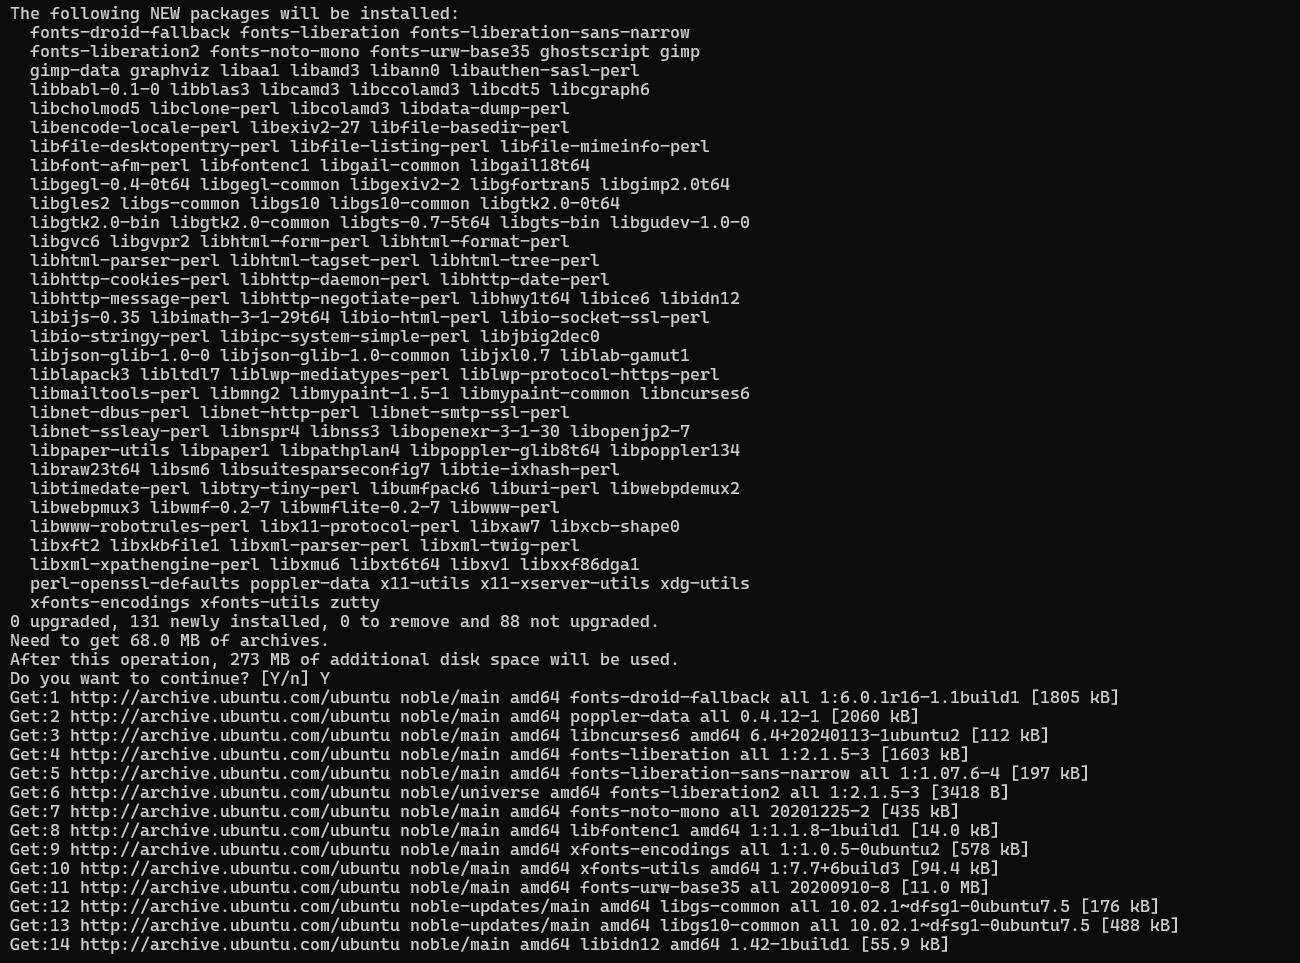 The following NEW packages will be installed:
  fonts-droid-fallback fonts-liberation fonts-liberation-sans-narrow
  fonts-liberation2 fonts-noto-mono fonts-urw-base35 ghostscript gimp
  gimp-data graphviz libaa1 libamd3 libann0 libauthen-sasl-perl
  libbabl-0.1-0 libblas3 libcamd3 libccolamd3 libcdt5 libcgraph6
  libcholmod5 libclone-perl libcolamd3 libdata-dump-perl
  libencode-locale-perl libexiv2-27 libfile-basedir-perl
  libfile-desktopentry-perl libfile-listing-perl libfile-mimeinfo-perl
  libfont-afm-perl libfontenc1 libgail-common libgail18t64
  libgegl-0.4-0t64 libgegl-common libgexiv2-2 libgfortran5 libgimp2.0t64
  libgles2 libgs-common libgs10 libgs10-common libgtk2.0-0t64
  libgtk2.0-bin libgtk2.0-common libgts-0.7-5t64 libgts-bin libgudev-1.0-0
  libgvc6 libgvpr2 libhtml-form-perl libhtml-format-perl
  libhtml-parser-perl libhtml-tagset-perl libhtml-tree-perl
  libhttp-cookies-perl libhttp-daemon-perl libhttp-date-perl
  libhttp-message-perl libhttp-negotiate-perl libhwy1t64 libice6 libidn12
  libijs-0.35 libimath-3-1-29t64 libio-html-perl libio-socket-ssl-perl
  libio-stringy-perl libipc-system-simple-perl libjbig2dec0
  libjson-glib-1.0-0 libjson-glib-1.0-common libjxl0.7 liblab-gamut1
  liblapack3 libltdl7 liblwp-mediatypes-perl liblwp-protocol-https-perl
  libmailtools-perl libmng2 libmypaint-1.5-1 libmypaint-common libncurses6
  libnet-dbus-perl libnet-http-perl libnet-smtp-ssl-perl
  libnet-ssleay-perl libnspr4 libnss3 libopenexr-3-1-30 libopenjp2-7
  libpaper-utils libpaper1 libpathplan4 libpoppler-glib8t64 libpoppler134
  libraw23t64 libsm6 libsuitesparseconfig7 libtie-ixhash-perl
  libtimedate-perl libtry-tiny-perl libumfpack6 liburi-perl libwebpdemux2
  libwebpmux3 libwmf-0.2-7 libwmflite-0.2-7 libwww-perl
  libwww-robotrules-perl libx11-protocol-perl libxaw7 libxcb-shape0
  libxft2 libxkbfile1 libxml-parser-perl libxml-twig-perl
  libxml-xpathengine-perl libxmu6 libxt6t64 libxv1 libxxf86dga1
  perl-openssl-defaults poppler-data x11-utils x11-xserver-utils xdg-utils
  xfonts-encodings xfonts-utils zutty
0 upgraded, 131 newly installed, 0 to remove and 88 not upgraded.
Need to get 68.0 MB of archives.
After this operation, 273 MB of additional disk space will be used.
Do you want to continue? [Y/n] Y
Get:1 http://archive.ubuntu.com/ubuntu noble/main amd64 fonts-droid-fallback all 1:6.0.1r16-1.1build1 [1805 kB]
Get:2 http://archive.ubuntu.com/ubuntu noble/main amd64 poppler-data all 0.4.12-1 [2060 kB]
Get:3 http://archive.ubuntu.com/ubuntu noble/main amd64 libncurses6 amd64 6.4+20240113-1ubuntu2 [112 kB]
Get:4 http://archive.ubuntu.com/ubuntu noble/main amd64 fonts-liberation all 1:2.1.5-3 [1603 kB]
Get:5 http://archive.ubuntu.com/ubuntu noble/main amd64 fonts-liberation-sans-narrow all 1:1.07.6-4 [197 kB]
Get:6 http://archive.ubuntu.com/ubuntu noble/universe amd64 fonts-liberation2 all 1:2.1.5-3 [3418 B]
Get:7 http://archive.ubuntu.com/ubuntu noble/main amd64 fonts-noto-mono all 20201225-2 [435 kB]
Get:8 http://archive.ubuntu.com/ubuntu noble/main amd64 libfontenc1 amd64 1:1.1.8-1build1 [14.0 kB]
Get:9 http://archive.ubuntu.com/ubuntu noble/main amd64 xfonts-encodings all 1:1.0.5-0ubuntu2 [578 kB]
Get:10 http://archive.ubuntu.com/ubuntu noble/main amd64 xfonts-utils amd64 1:7.7+6build3 [94.4 kB]
Get:11 http://archive.ubuntu.com/ubuntu noble/main amd64 fonts-urw-base35 all 20200910-8 [11.0 MB]
Get:12 http://archive.ubuntu.com/ubuntu noble-updates/main amd64 libgs-common all 10.02.1~dfsg1-0ubuntu7.5 [176 kB]
Get:13 http://archive.ubuntu.com/ubuntu noble-updates/main amd64 libgs10-common all 10.02.1~dfsg1-0ubuntu7.5 [488 kB]
Get:14 http://archive.ubuntu.com/ubuntu noble/main amd64 libidn12 amd64 1.42-1build1 [55.9 kB]